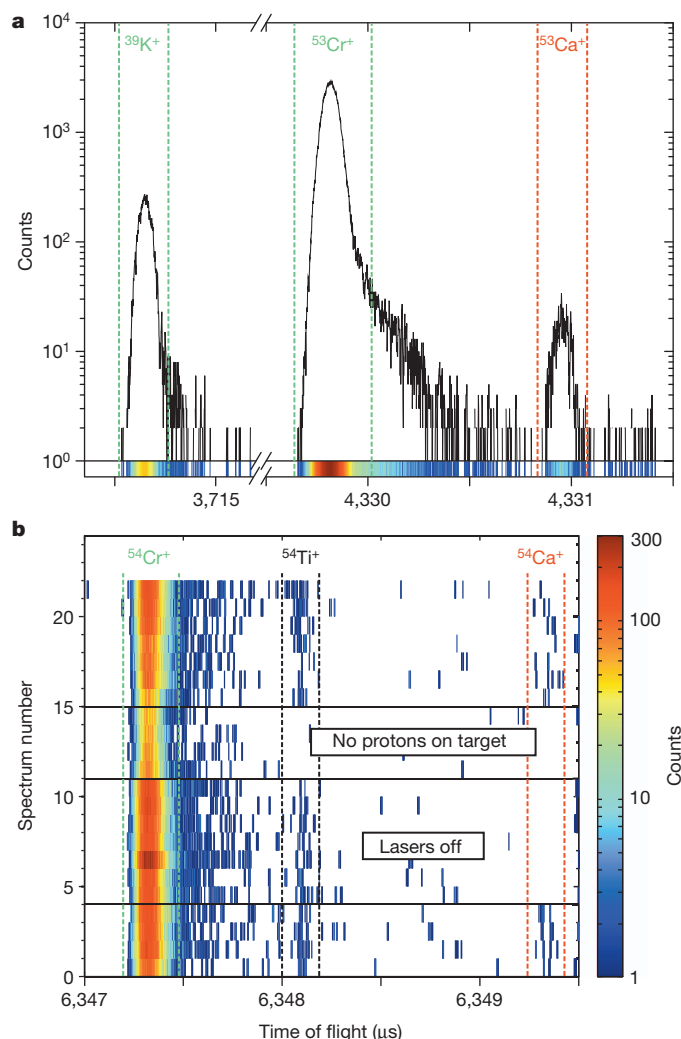 a
39K+ 53Cr+ 53Ca+
10⁴
10³
10²
10¹
10⁰
Counts
3,715 4,330 4,331
b
54Cr+ 54Ti+ 54Ca+
20
15
10
5
0
Spectrum number
No protons on target
Lasers off
6,347 6,348 6,349
Time of flight (μs)
300
100
10
1
Counts